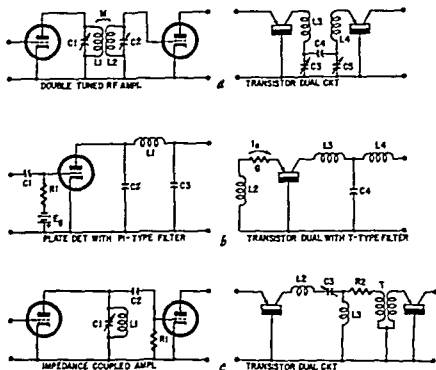 M
C1
L1
L2
C2
DOUBLE TUNED RF AMPL
a
L3
L4
C4
C3
C5
TRANSISTOR DUAL CKT
C1
R1
Eg
L1
C2
C3
PLATE DET WITH PI-TYPE FILTER
b
Ie
G
L2
L3
L4
C4
TRANSISTOR DUAL WITH T-TYPE FILTER
C1
L1
C2
R1
IMPEDANCE COUPLED AMPL
c
L2
C3
R2
T
L3
TRANSISTOR DUAL CKT